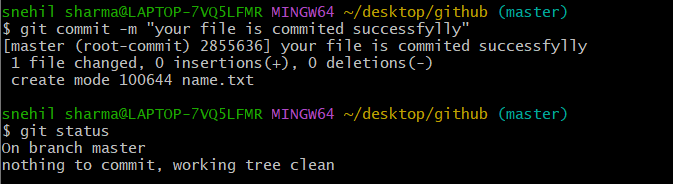 snehil sharma@LAPTOP-7VQ5LFMR MINGW64 ~/desktop/github (master)
$ git commit -m "your file is commited successfylly"
[master (root-commit) 2855636] your file is commited successfylly
 1 file changed, 0 insertions(+), 0 deletions(-)
 create mode 100644 name.txt
snehil sharma@LAPTOP-7VQ5LFMR MINGW64 ~/desktop/github (master)
$ git status
On branch master
nothing to commit, working tree clean